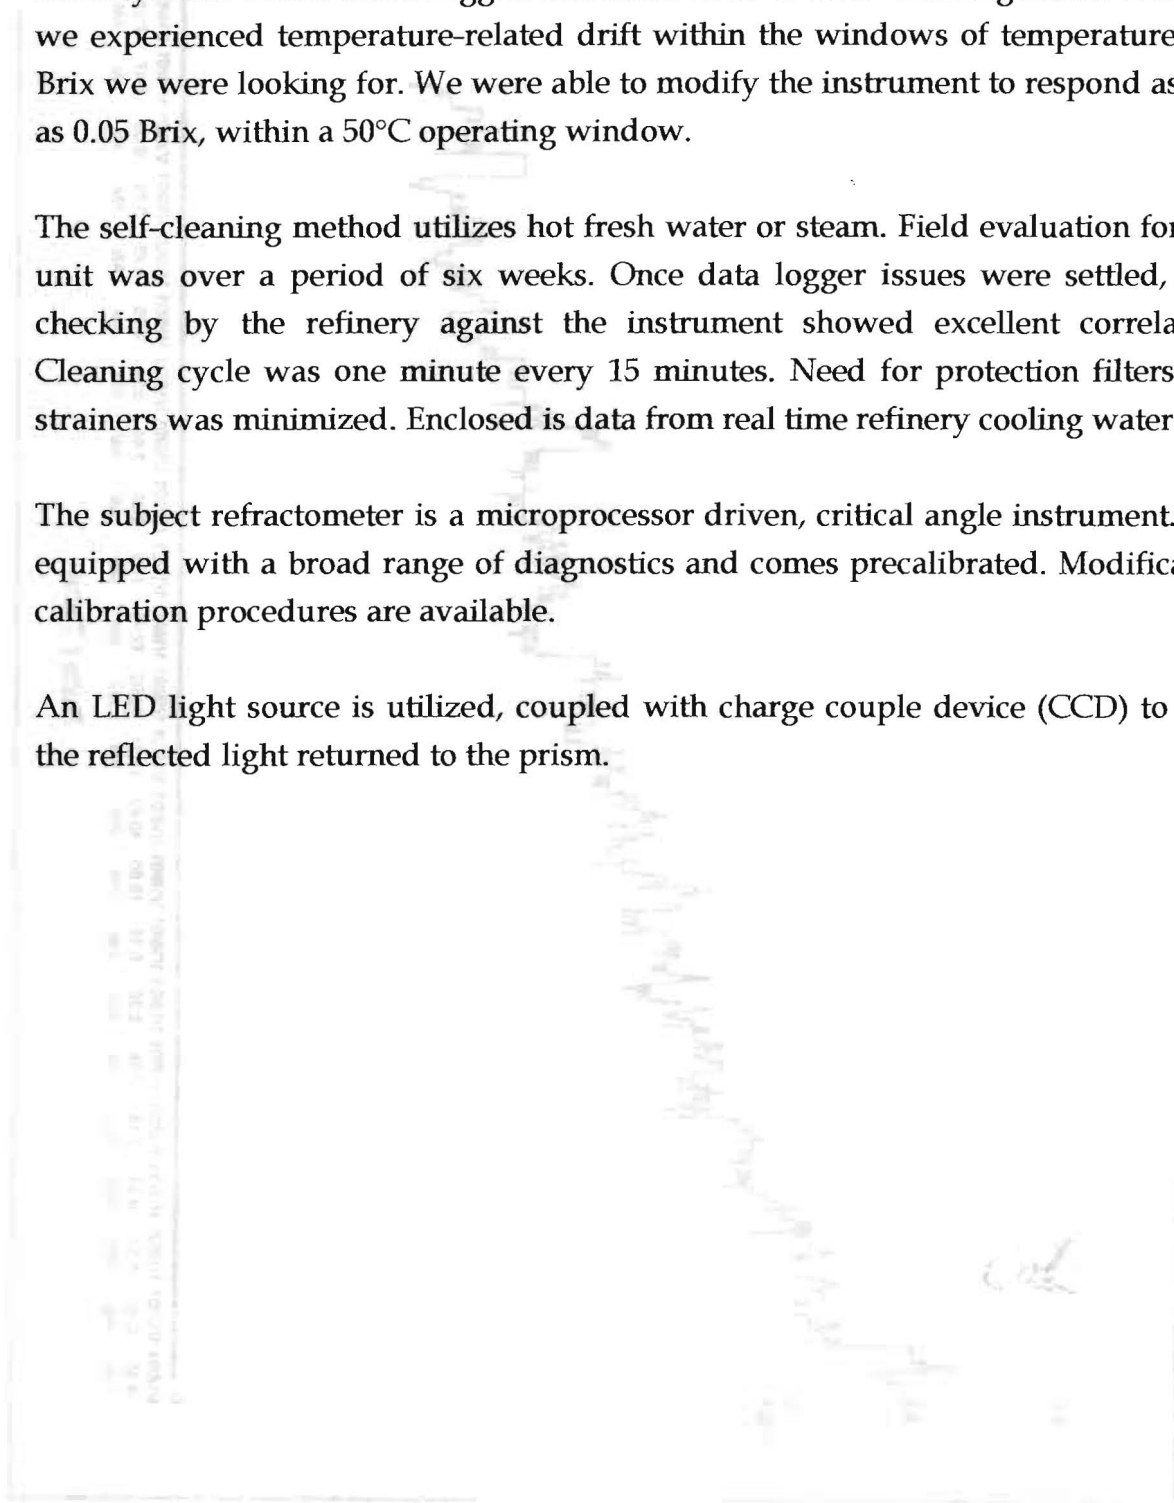 we experienced temperature-related drift within the windows of temperature
Brix we were looking for. We were able to modify the instrument to respond as
as 0.05 Brix, within a 50°C operating window.
The self-cleaning method utilizes hot fresh water or steam. Field evaluation for
unit was over a period of six weeks. Once data logger issues were settled,
checking by the refinery against the instrument showed excellent correla
Cleaning cycle was one minute every 15 minutes. Need for protection filters
strainers was minimized. Enclosed is data from real time refinery cooling water
The subject refractometer is a microprocessor driven, critical angle instrument.
equipped with a broad range of diagnostics and comes precalibrated. Modifica
calibration procedures are available.
An LED light source is utilized, coupled with charge couple device (CCD) to
the reflected light returned to the prism.